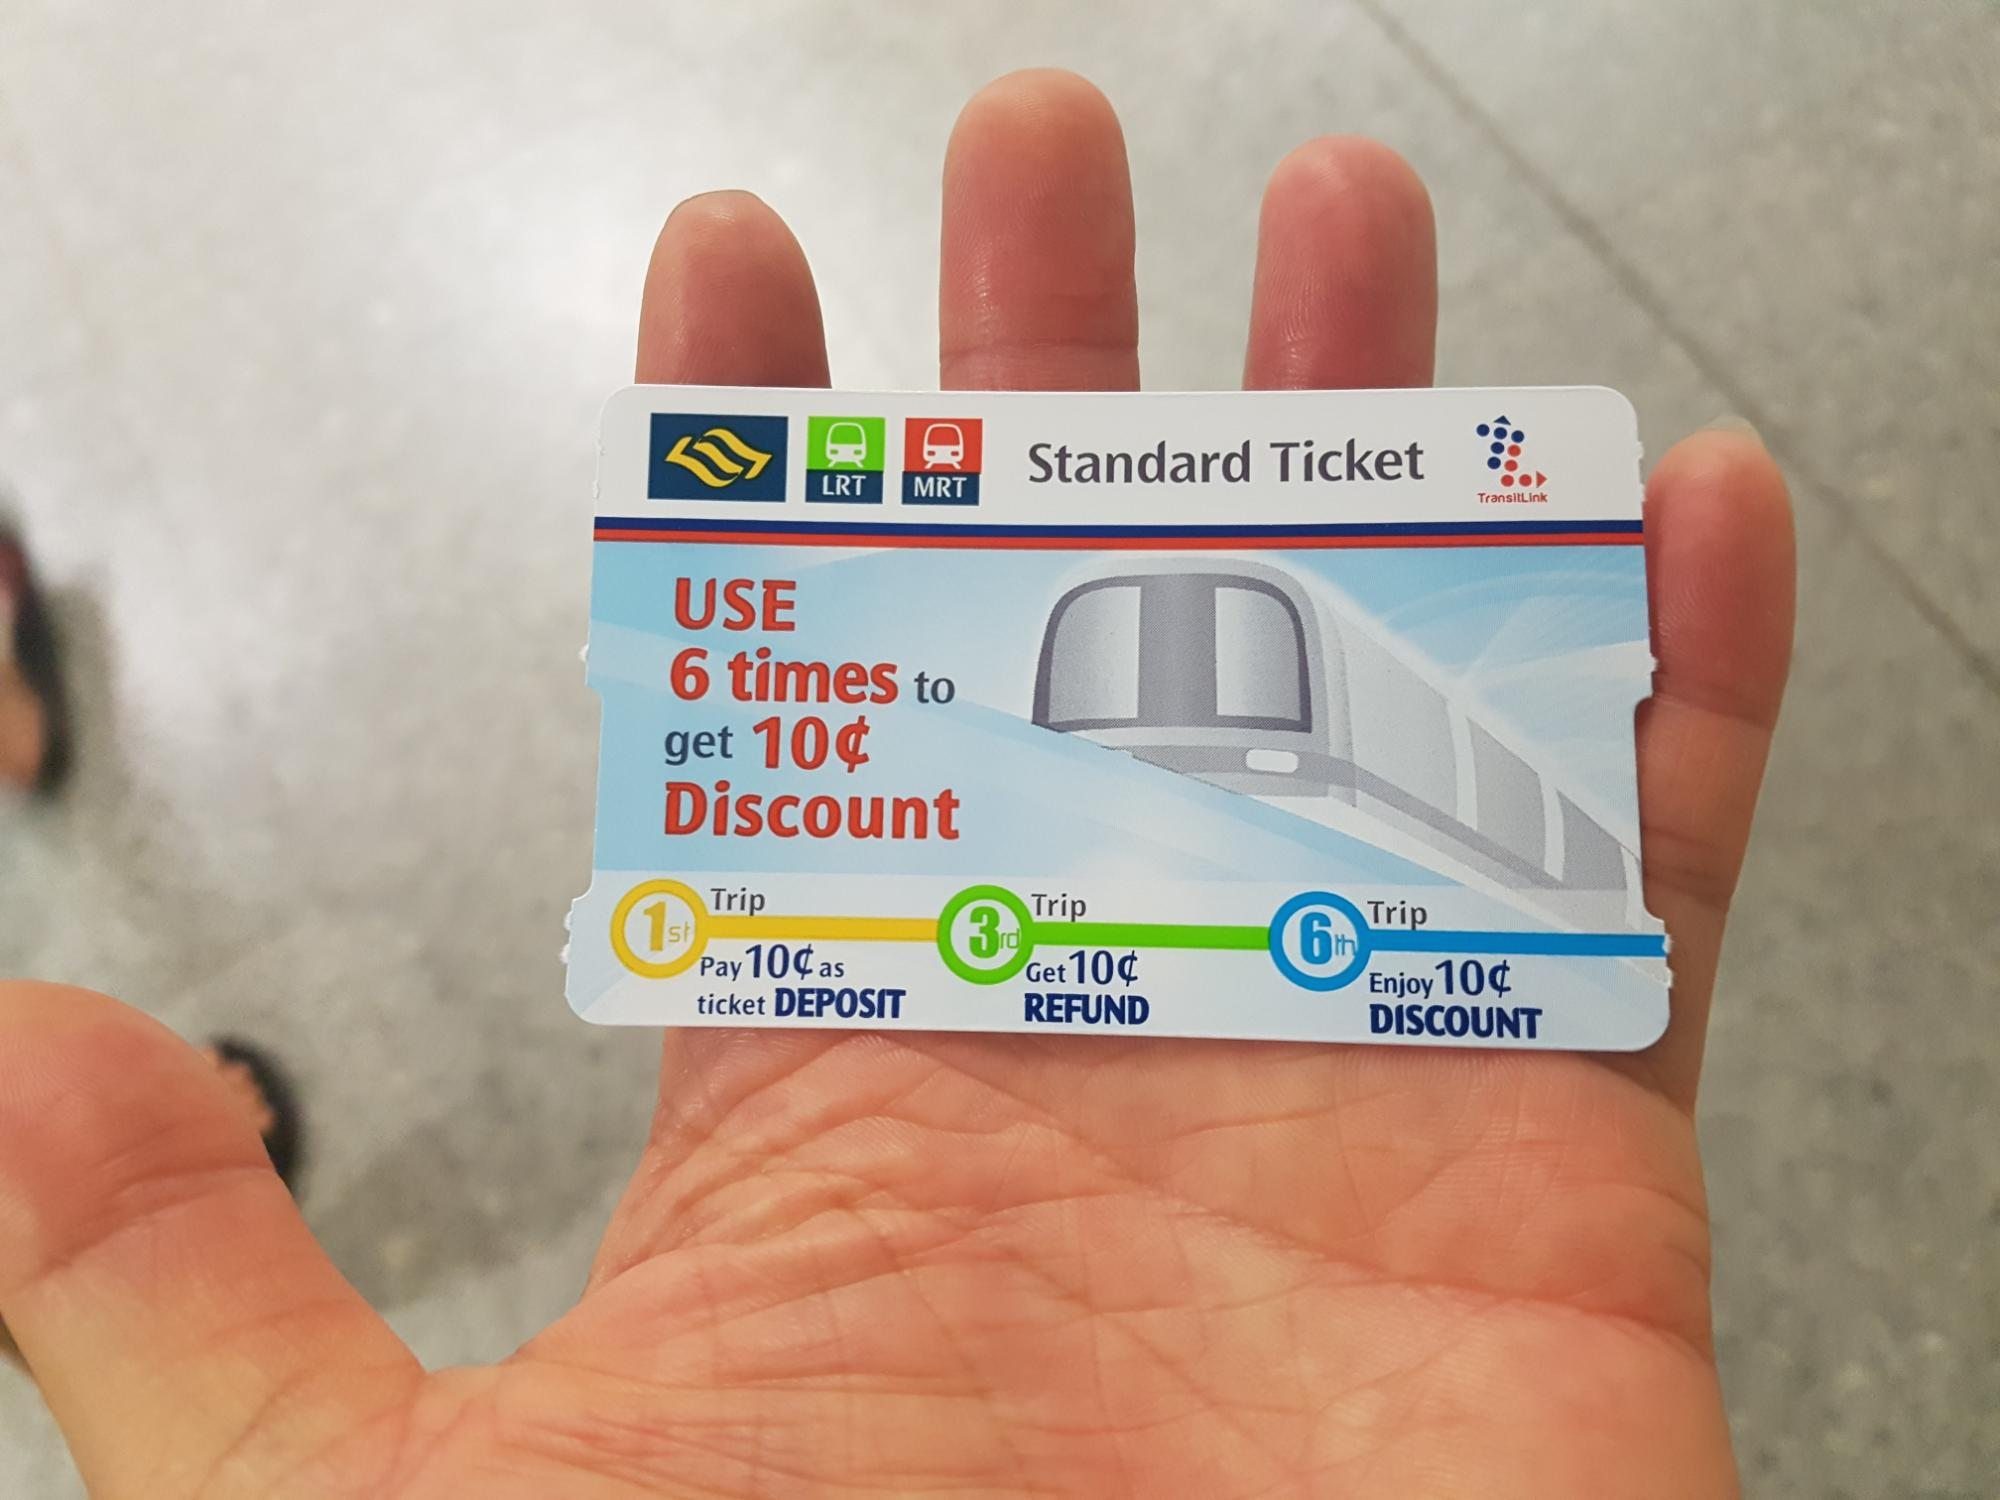 LRT
MRT
Standard Ticket
TransitLink
USE
6 times to
get 10¢
Discount
1st Trip
Pay 10¢ as
ticket DEPOSIT
3rd Trip
Get 10¢
REFUND
6th Trip
Enjoy 10¢
DISCOUNT